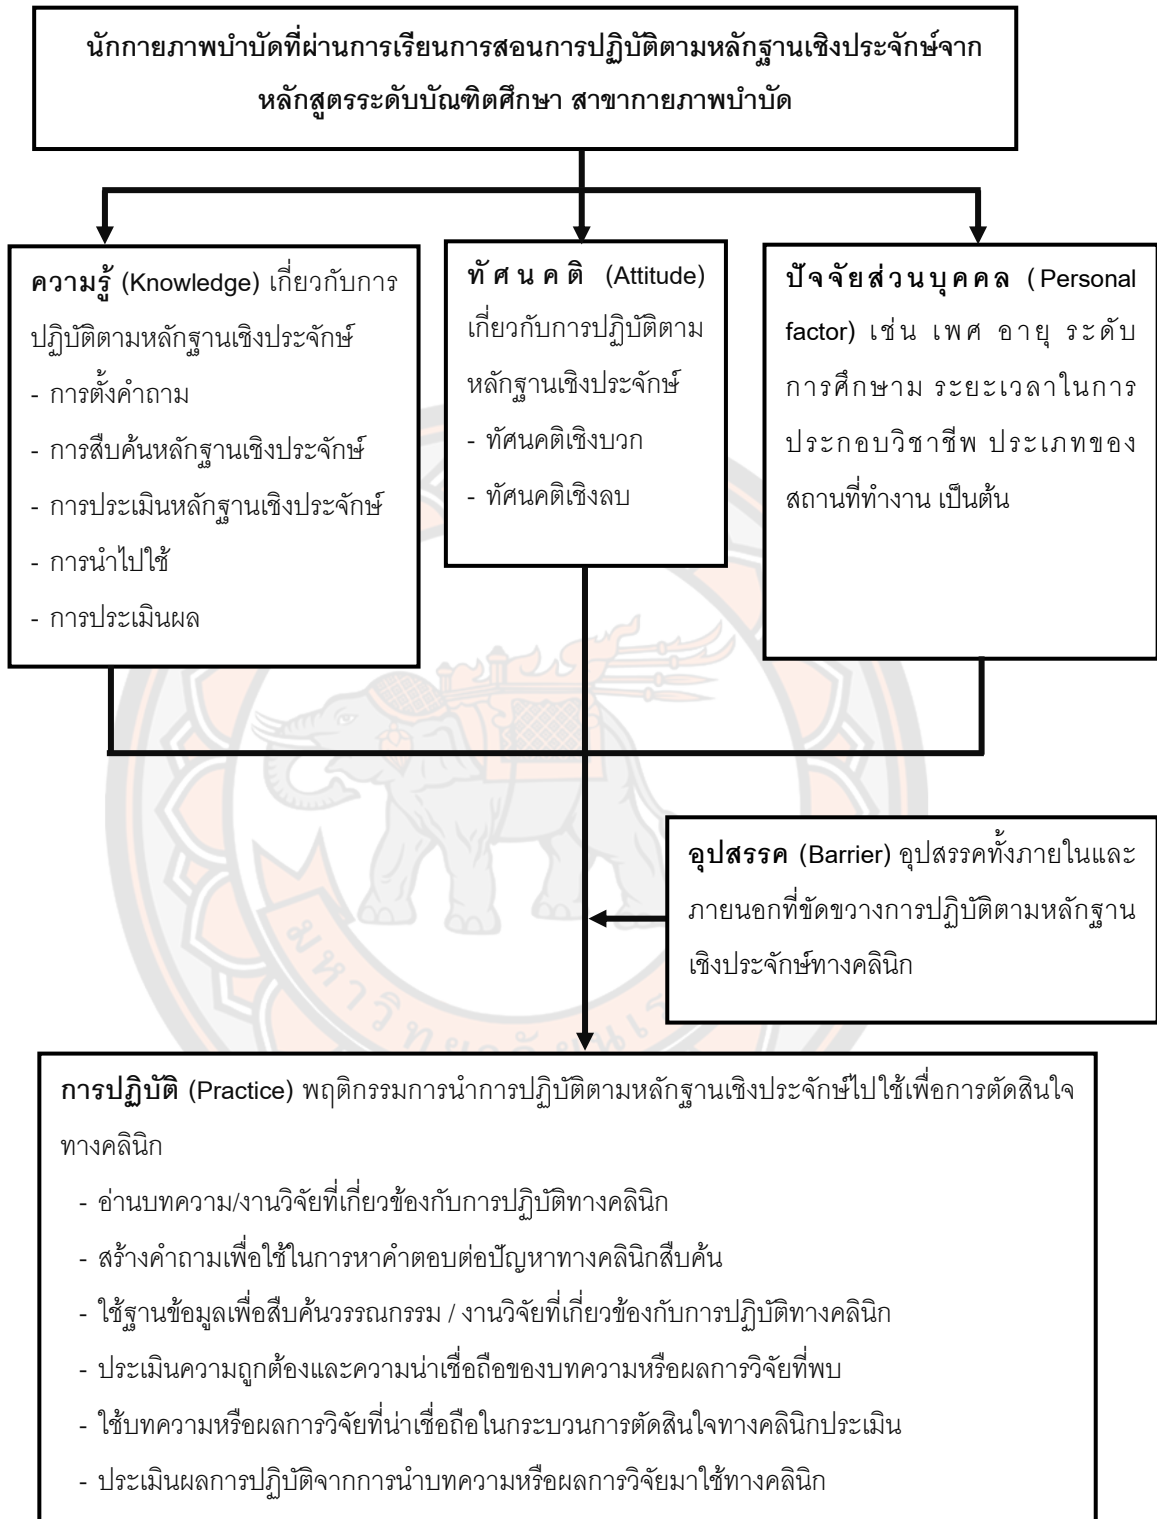 นักกายภาพบำบัดที่ผ่านการเรียนการสอนการปฏิบัติตามหลักฐานเชิงประจักษ์จาก
หลักสูตรระดับบัณฑิตศึกษา สาขากายภาพบำบัด
ความรู้ (Knowledge) เกี่ยวกับการ
ปฏิบัติตามหลักฐานเชิงประจักษ์
- การตั้งคำถาม
- การสืบค้นหลักฐานเชิงประจักษ์
- การประเมินหลักฐานเชิงประจักษ์
- การนำไปใช้
- การประเมินผล
ทัศนคติ (Attitude)
เกี่ยวกับการปฏิบัติตาม
หลักฐานเชิงประจักษ์
- ทัศนคติเชิงบวก
- ทัศนคติเชิงลบ
ปัจจัยส่วนบุคคล (Personal
factor) เช่น เพศ อายุ ระดับ
การศึกษาม ระยะเวลาในการ
ประกอบวิชาชีพ ประเภทของ
สถานที่ทำงาน เป็นต้น
อุปสรรค (Barrier) อุปสรรคทั้งภายในและ
ภายนอกที่ขัดขวางการปฏิบัติตามหลักฐาน
เชิงประจักษ์ทางคลินิก
การปฏิบัติ (Practice) พฤติกรรมการนำการปฏิบัติตามหลักฐานเชิงประจักษ์ไปใช้เพื่อการตัดสินใจ
ทางคลินิก
- อ่านบทความ/งานวิจัยที่เกี่ยวข้องกับการปฏิบัติทางคลินิก
- สร้างคำถามเพื่อใช้ในการหาคำตอบต่อปัญหาทางคลินิกสืบค้น
- ใช้ฐานข้อมูลเพื่อสืบค้นวรรณกรรม / งานวิจัยที่เกี่ยวข้องกับการปฏิบัติทางคลินิก
- ประเมินความถูกต้องและความน่าเชื่อถือของบทความหรือผลการวิจัยที่พบ
- ใช้บทความหรือผลการวิจัยที่น่าเชื่อถือในกระบวนการตัดสินใจทางคลินิกประเมิน
- ประเมินผลการปฏิบัติจากการนำบทความหรือผลการวิจัยมาใช้ทางคลินิก